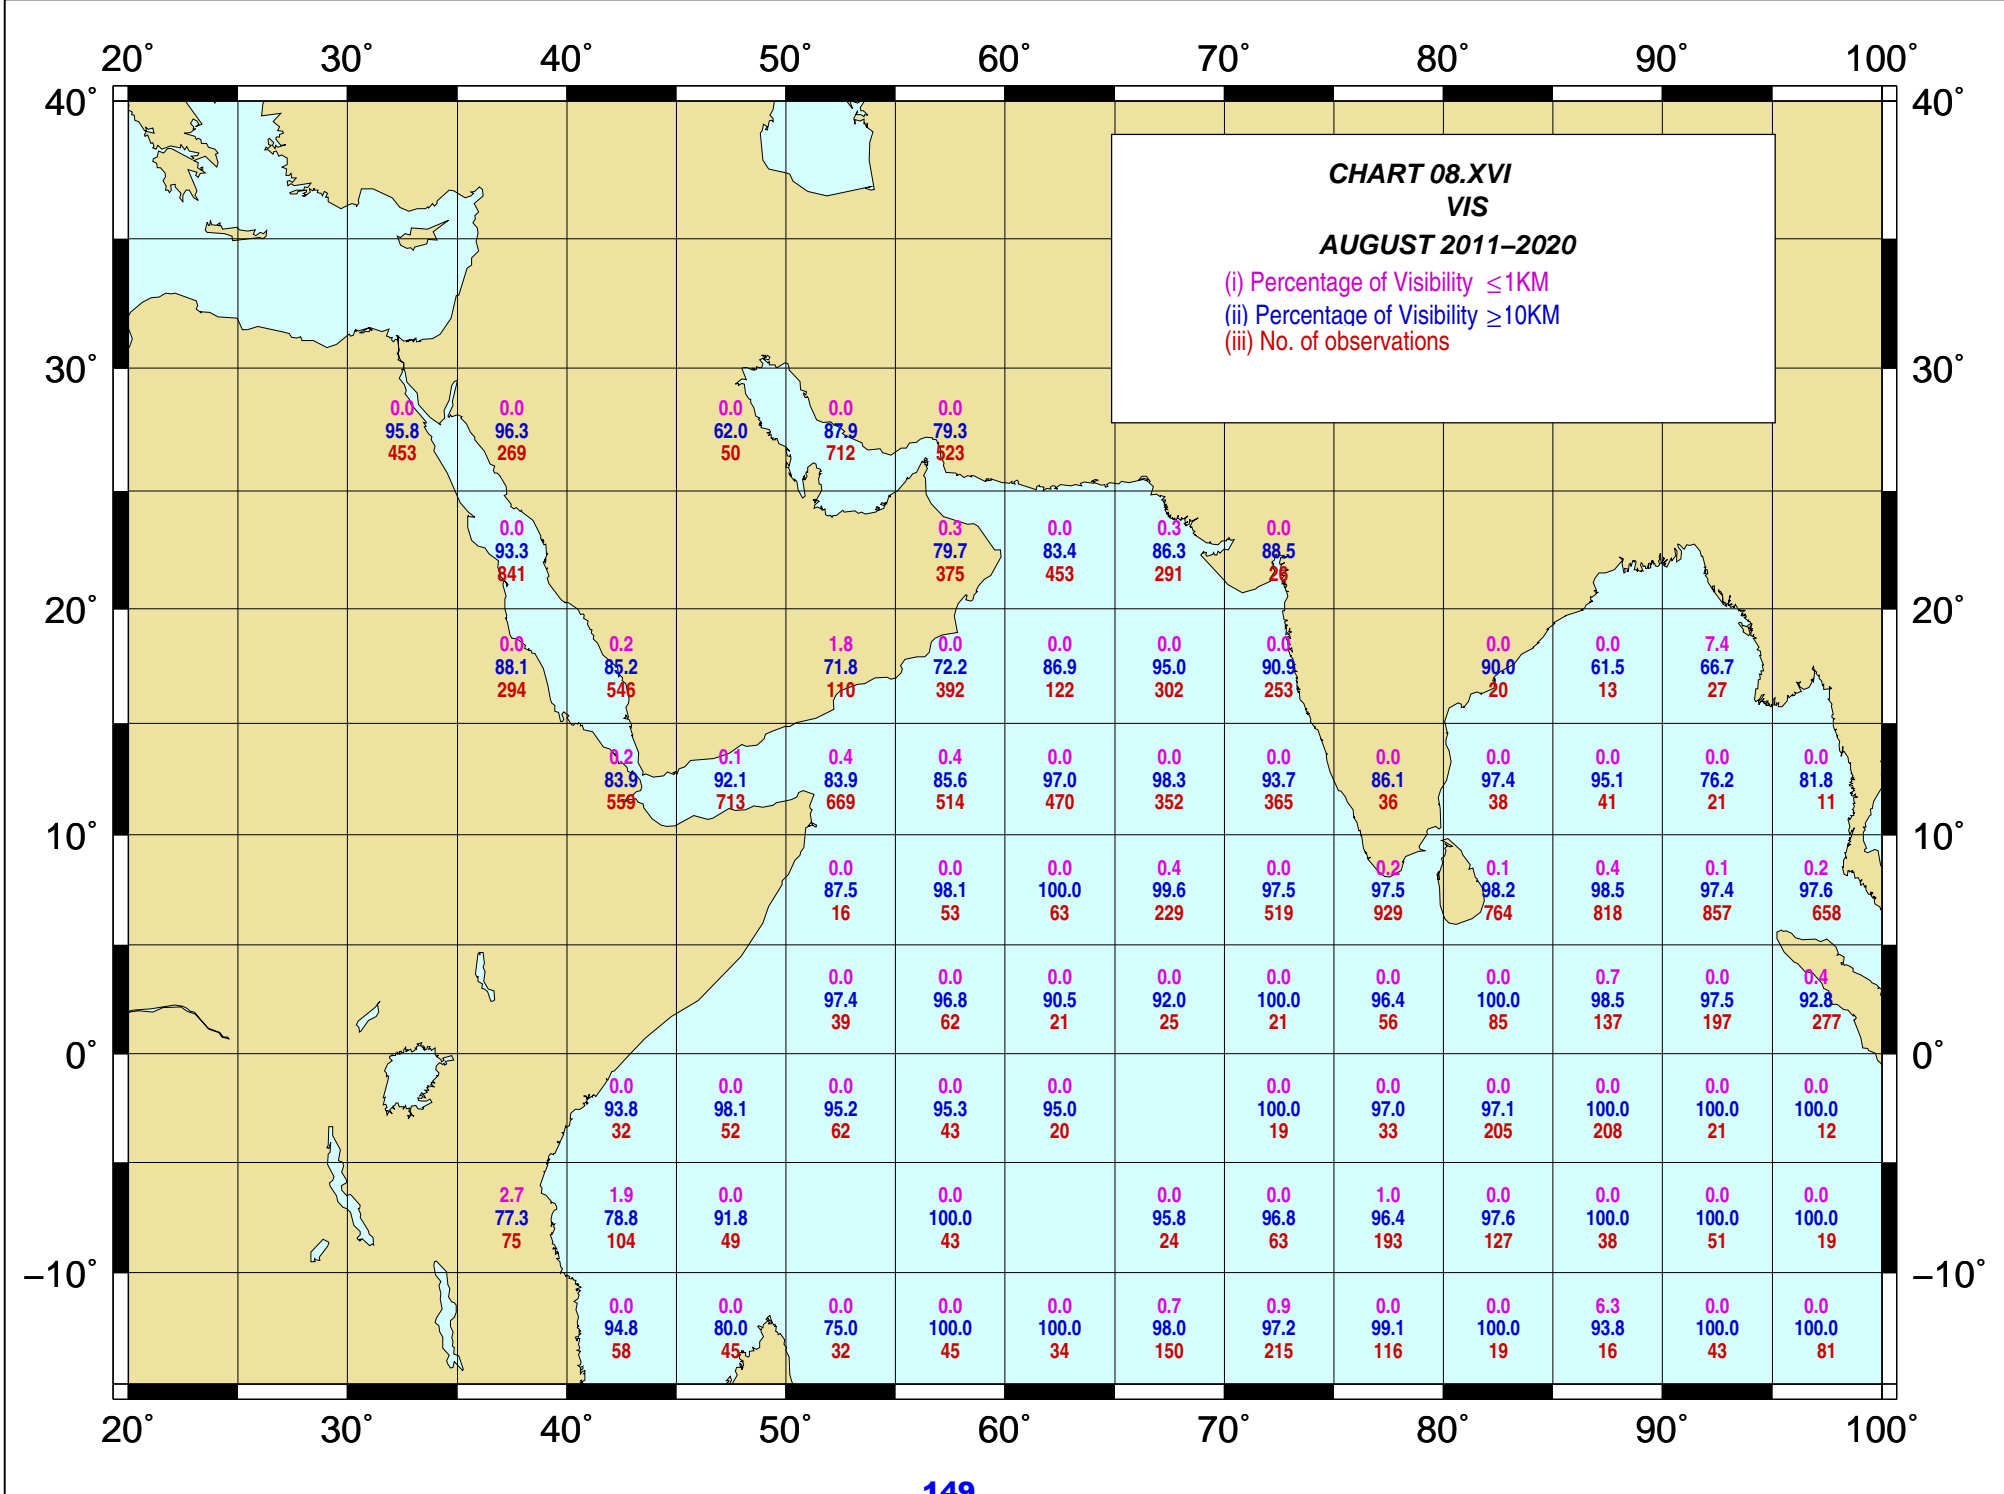 20° 30° 40° 50° 60° 70° 80° 90° 100°
40° 40°
CHART 08.XVI
VIS
AUGUST 2011–2020
(i) Percentage of Visibility ≤1KM
(ii) Percentage of Visibility ≥10KM
(iii) No. of observations
30° 30°
0.0 0.0 0.0 0.0 0.0
95.8 96.3 62.0 87.9 79.3
453 269 50 712 523
0.0 0.3 0.0 0.3 0.0
93.3 79.7 83.4 86.3 88.5
841 375 453 291 26
20° 20°
0.0 0.2 1.8 0.0 0.0 0.0 0.0 0.0 0.0 7.4
88.1 85.2 71.8 72.2 86.9 95.0 90.9 90.0 61.5 66.7
294 546 110 392 122 302 253 20 13 27
0.2 0.1 0.4 0.4 0.0 0.0 0.0 0.0 0.0 0.0 0.0 0.0
83.9 92.1 83.9 85.6 97.0 98.3 93.7 86.1 97.4 95.1 76.2 81.8
559 713 669 514 470 352 365 36 38 41 21 11
10° 10°
0.0 0.0 0.0 0.4 0.0 0.2 0.1 0.4 0.1 0.2
87.5 98.1 100.0 99.6 97.5 97.5 98.2 98.5 97.4 97.6
16 53 63 229 519 929 764 818 857 658
0.0 0.0 0.0 0.0 0.0 0.0 0.0 0.7 0.0 0.4
97.4 96.8 90.5 92.0 100.0 96.4 100.0 98.5 97.5 92.8
39 62 21 25 21 56 85 137 197 277
0° 0°
0.0 0.0 0.0 0.0 0.0 0.0 0.0 0.0 0.0 0.0 0.0
93.8 98.1 95.2 95.3 95.0 100.0 97.0 97.1 100.0 100.0 100.0
32 52 62 43 20 19 33 205 208 21 12
2.7 1.9 0.0 0.0 0.0 0.0 1.0 0.0 0.0 0.0 0.0
77.3 78.8 91.8 100.0 95.8 96.8 96.4 97.6 100.0 100.0 100.0
75 104 49 43 24 63 193 127 38 51 19
–10° –10°
0.0 0.0 0.0 0.0 0.0 0.7 0.9 0.0 0.0 6.3 0.0 0.0
94.8 80.0 75.0 100.0 100.0 98.0 97.2 99.1 100.0 93.8 100.0 100.0
58 45 32 45 34 150 215 116 19 16 43 81
20° 30° 40° 50° 60° 70° 80° 90° 100°
149